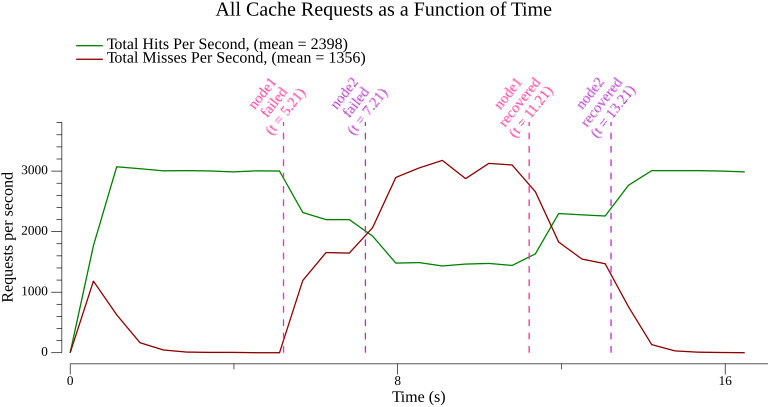 All Cache Requests as a Function of Time
Total Hits Per Second, (mean = 2398)
Total Misses Per Second, (mean = 1356)
node1
failed
(t = 5.21)
node2
failed
(t = 7.21)
node1
recovered
(t = 11.21)
node2
recovered
(t = 13.21)
Requests per second
3000
2000
1000
0
0
8
16
Time (s)